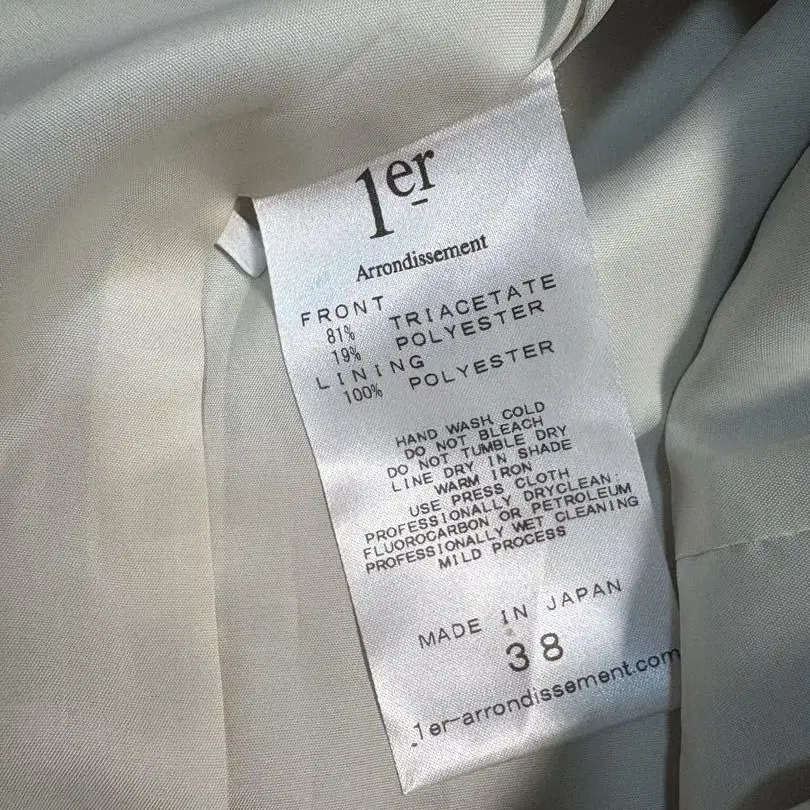 1er
Arrondissement
FRONT
81% TRIACETATE
19% POLYESTER
LINING
100% POLYESTER
HAND WASH COLD
DO NOT BLEACH
DO NOT TUMBLE DRY
LINE DRY IN SHADE
WARM IRON
USE PRESS CLOTH
PROFESSIONALLY DRYCLEAN:
FLUOROCARBON OR PETROLEUM
PROFESSIONALLY WET CLEANING
MILD PROCESS
MADE IN JAPAN
38
1er-arrondissement.com